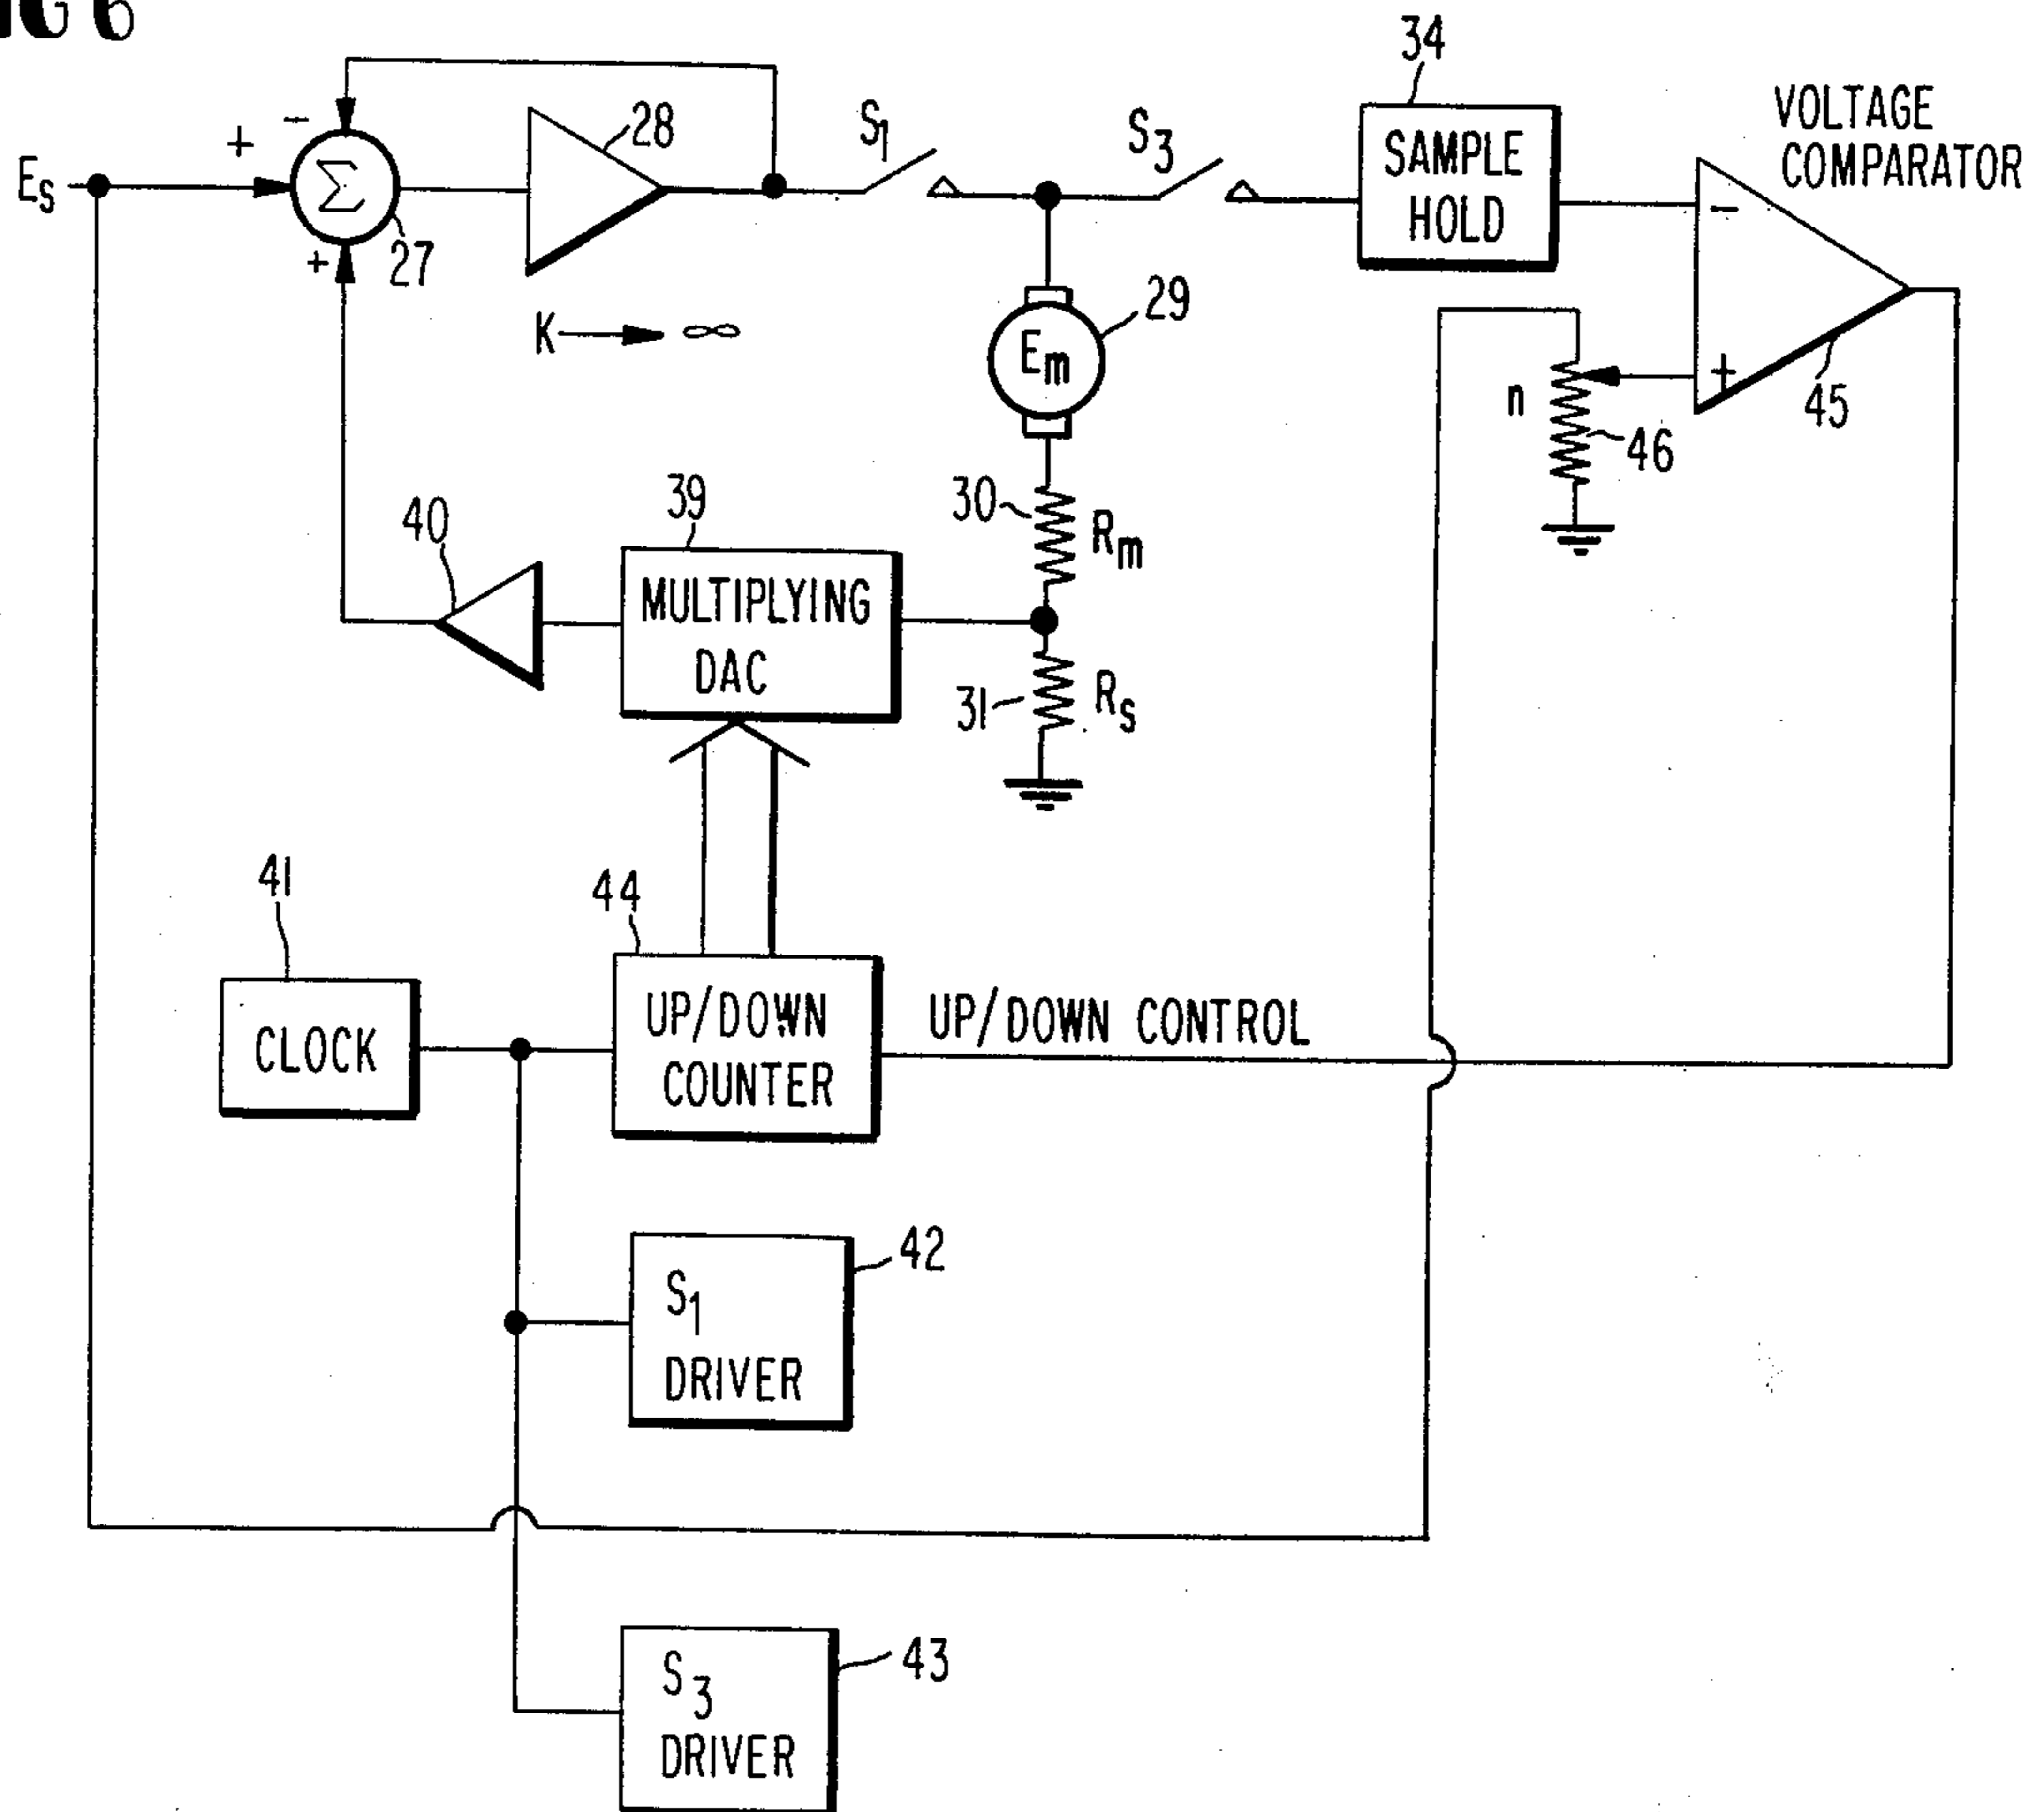 FIG 6
34
VOLTAGE
COMPARATOR
Es
+
-
Σ
+
27
28
S1
S3
SAMPLE
HOLD
-
+
45
K → ∞
Em
29
n
46
40
39
MULTIPLYING
DAC
30
Rm
31
Rs
41
CLOCK
44
UP/DOWN
COUNTER
UP/DOWN CONTROL
S1
DRIVER
42
S3
DRIVER
43